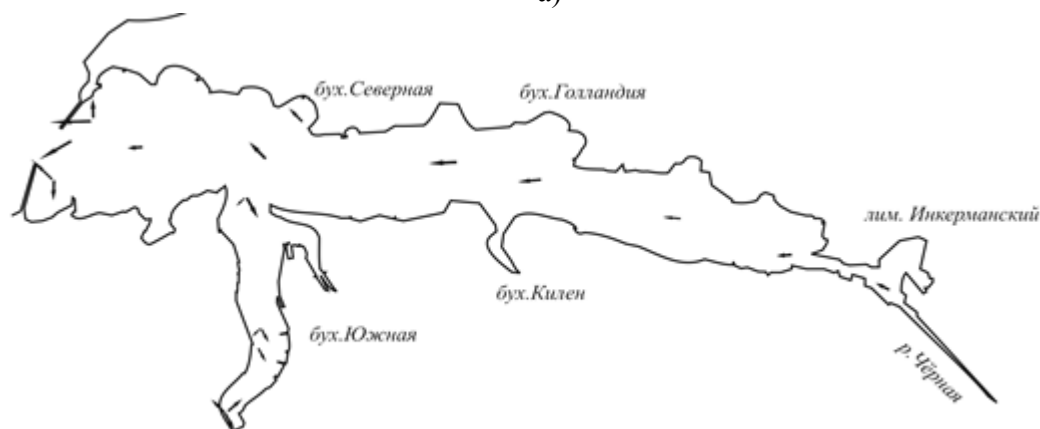 а)
бух.Северная
бух.Голландия
лим. Инкерманский
бух.Килен
бух.Южная
р.Чёрная